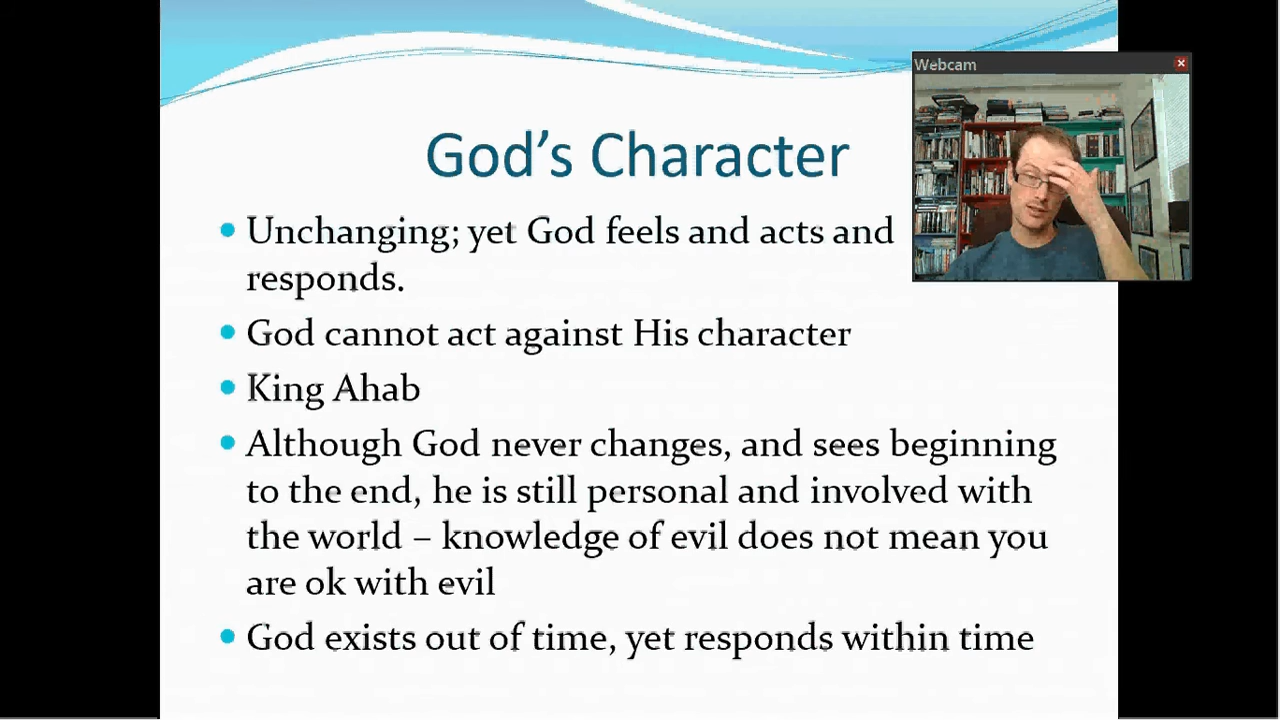 Webcam
God's Character
• Unchanging; yet God feels and acts and
responds.
• God cannot act against His character
• King Ahab
• Although God never changes, and sees beginning
to the end, he is still personal and involved with
the world – knowledge of evil does not mean you
are ok with evil
• God exists out of time, yet responds within time